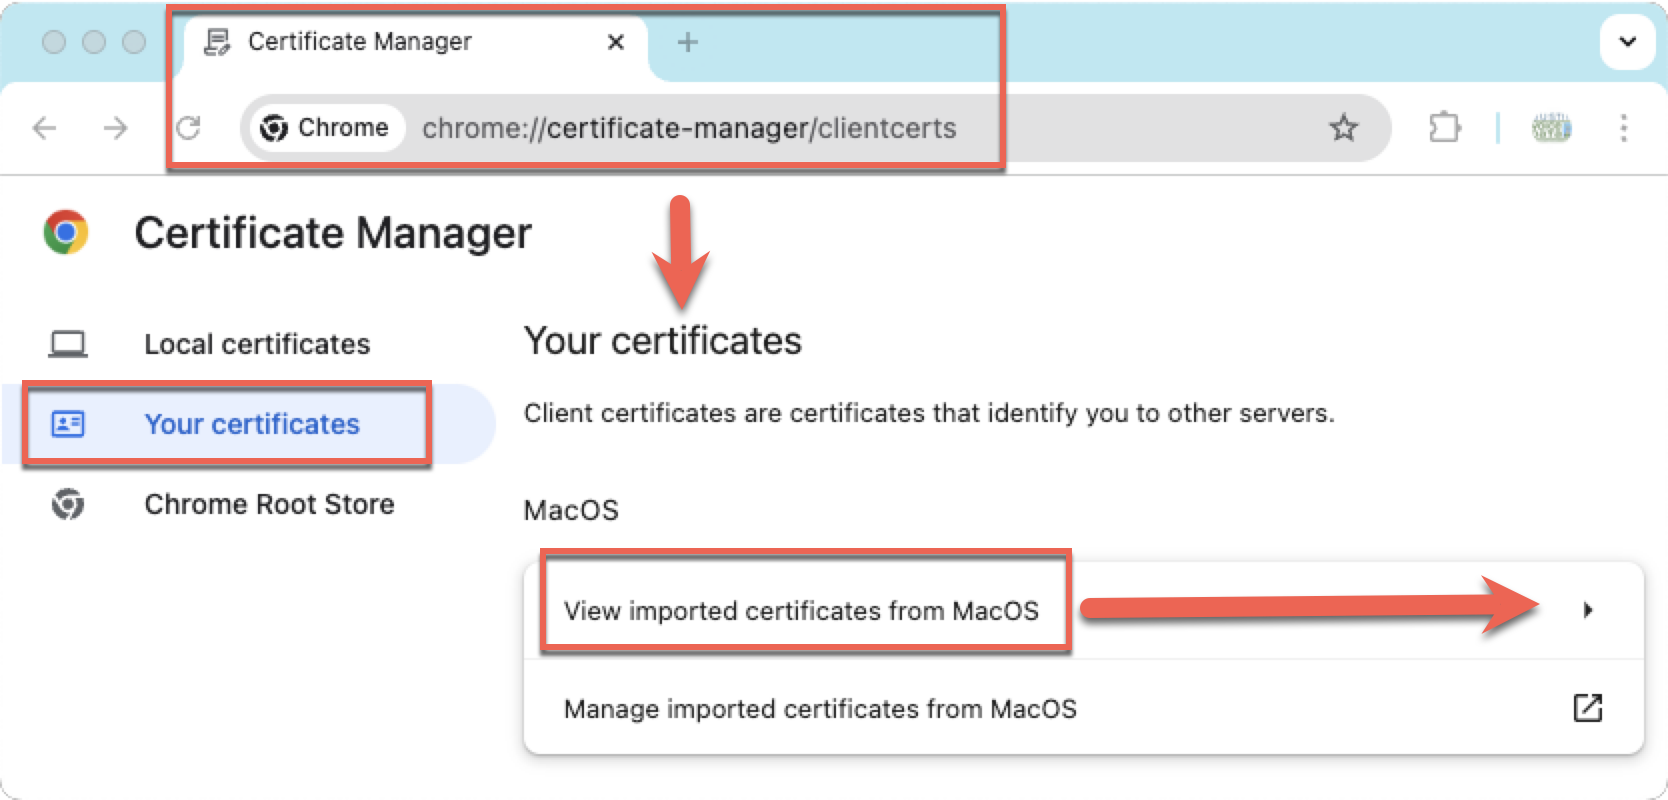 Certificate Manager
Chrome chrome://certificate-manager/clientcerts
Certificate Manager
Local certificates
Your certificates
Chrome Root Store
Your certificates
Client certificates are certificates that identify you to other servers.
MacOS
View imported certificates from MacOS
Manage imported certificates from MacOS